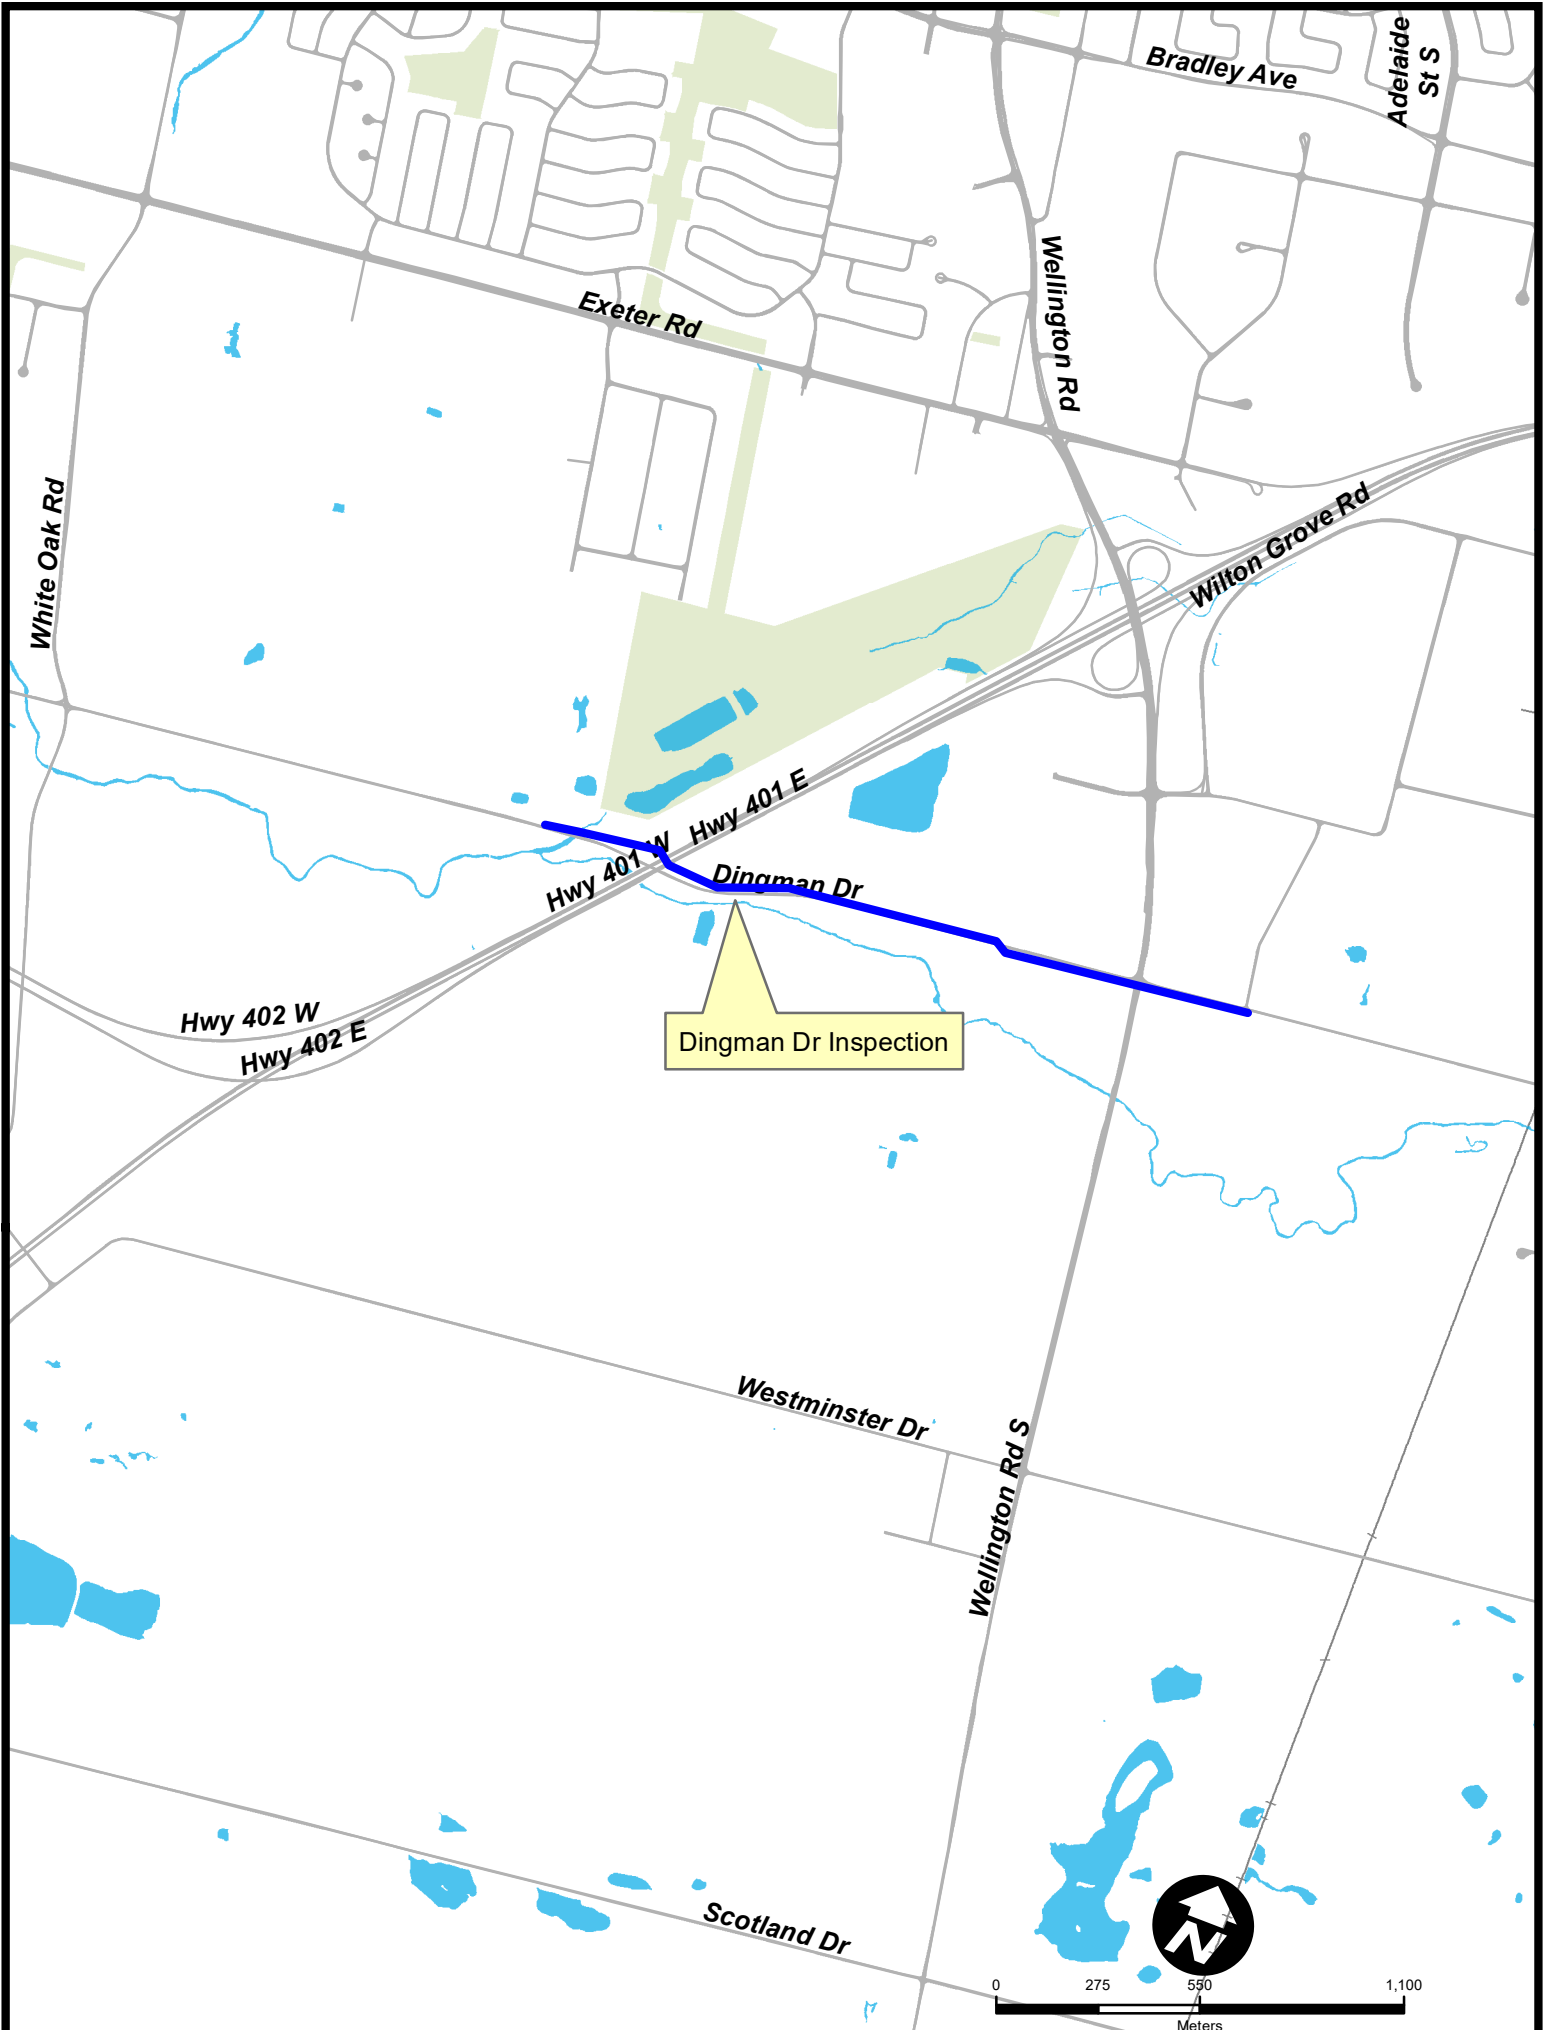 Bradley Ave
Adelaide
St S
Wellington Rd
Exeter Rd
White Oak Rd
Wilton Grove Rd
Hwy 401 E
Hwy 401 W
Dingman Dr
Hwy 402 W
Hwy 402 E
Dingman Dr Inspection
Westminster Dr
Wellington Rd S
Scotland Dr
N
0 275 550 1,100
Meters